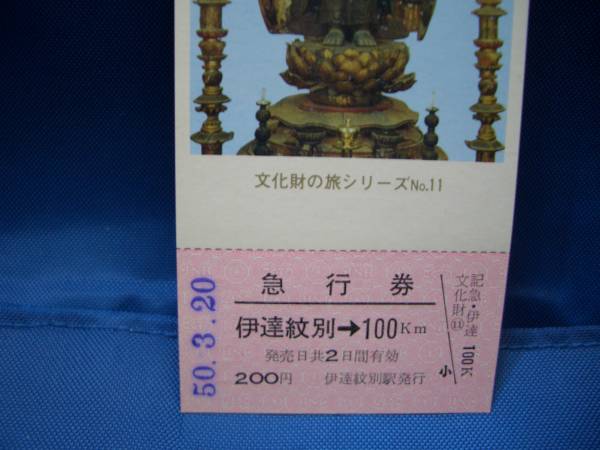 文化財の旅シリーズNo.11
急行券
伊達紋別→100Km
発売日共2日間有効
200円 伊達紋別駅発行
50.3.20
記急・伊達
文化財⑪
100K
小